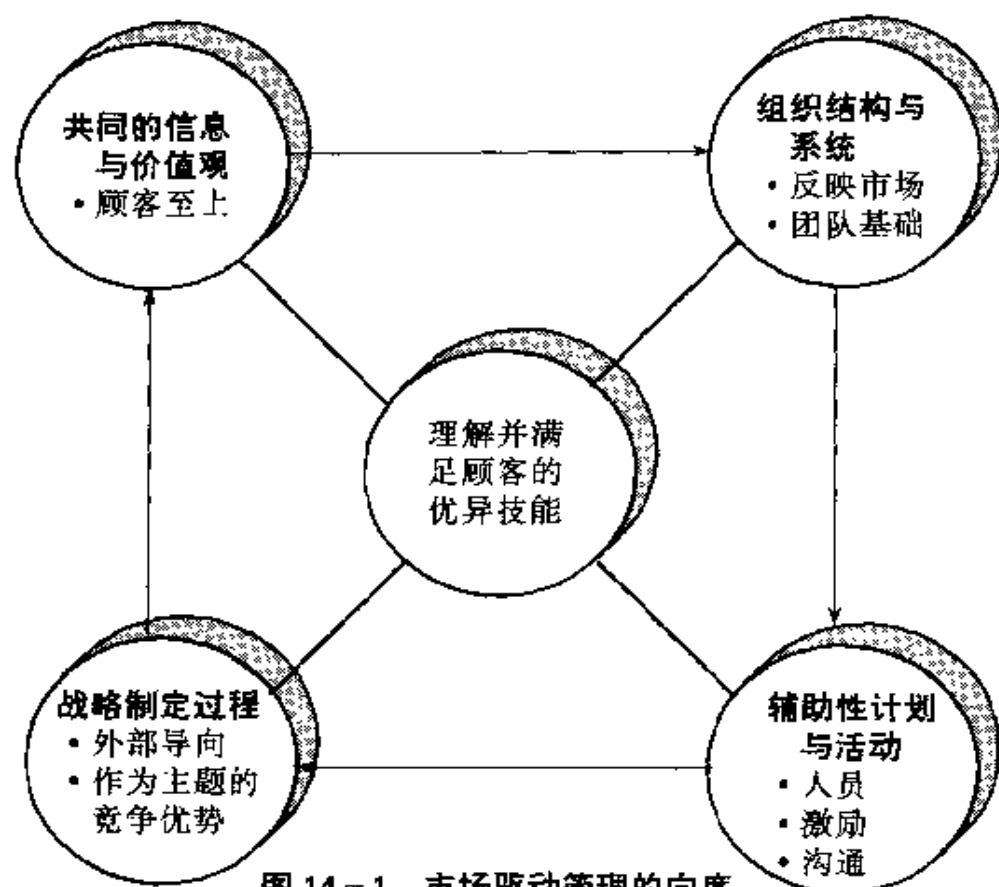 共同的信息
与价值观
• 顾客至上
组织结构与
系统
• 反映市场
• 团队基础
理解并满
足顾客的
优异技能
战略制定过程
• 外部导向
• 作为主题的
竞争优势
辅助性计划
与活动
• 人员
• 激励
• 沟通
图 14-1 市场驱动管理的向度